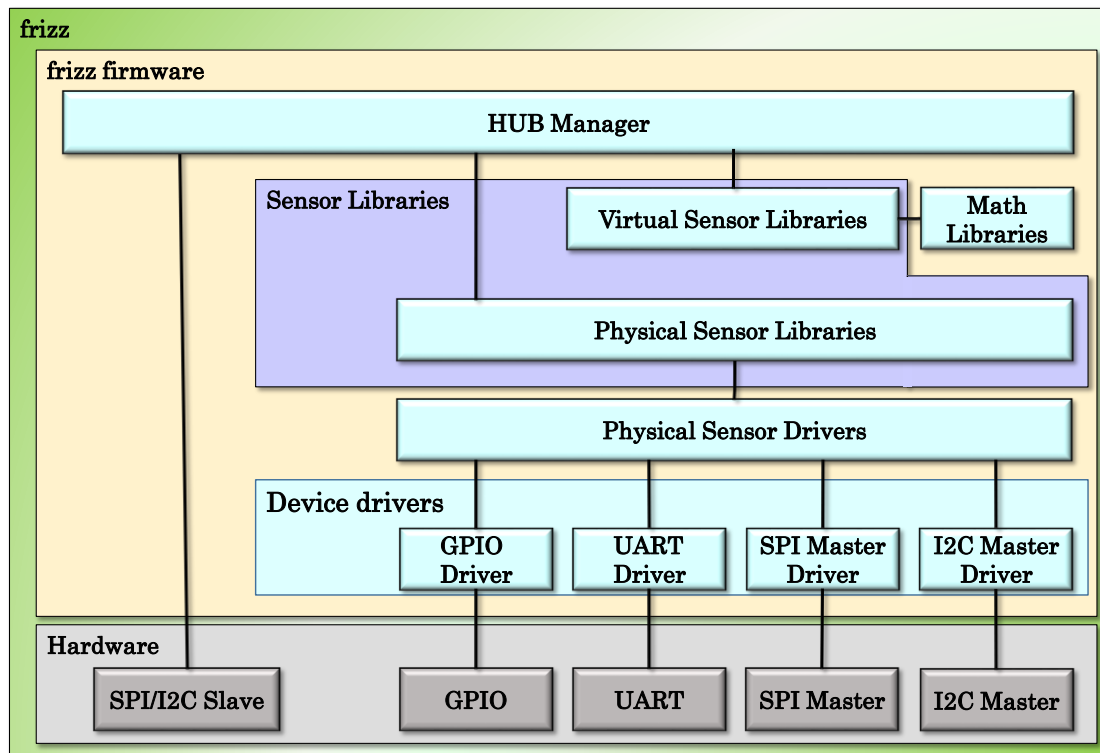 frizz
frizz firmware
HUB Manager
Sensor Libraries
Virtual Sensor Libraries
Math
Libraries
Physical Sensor Libraries
Physical Sensor Drivers
Device drivers
GPIO
Driver
UART
Driver
SPI Master
Driver
I2C Master
Driver
Hardware
SPI/I2C Slave
GPIO
UART
SPI Master
I2C Master